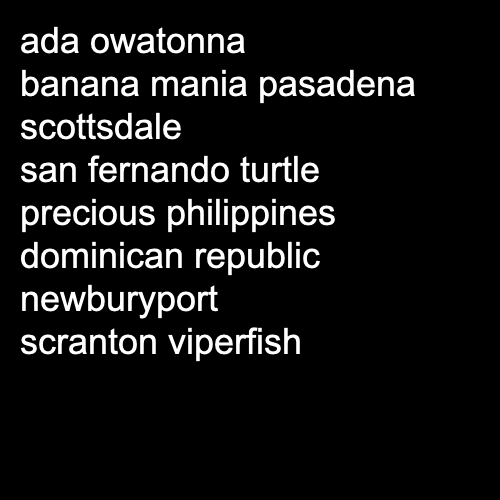 ada owatonna
banana mania pasadena
scottsdale
san fernando turtle
precious philippines
dominican republic
newburyport
scranton viperfish